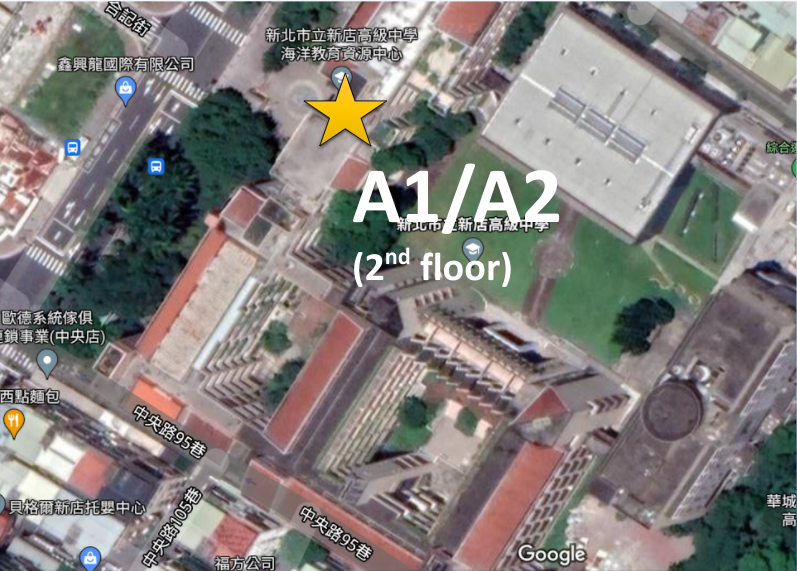 台記街
新北市立新店高級中學
海洋教育資源中心
鑫興龍國際有限公司
綜合
A1/A2
新北市立新店高級中學
(2nd floor)
歐德系統傢俱
連鎖事業(中央店)
西點麵包
中央路95巷
貝格爾新店托嬰中心
中央路105巷
中央路95巷
華城
高
福方公司
Google